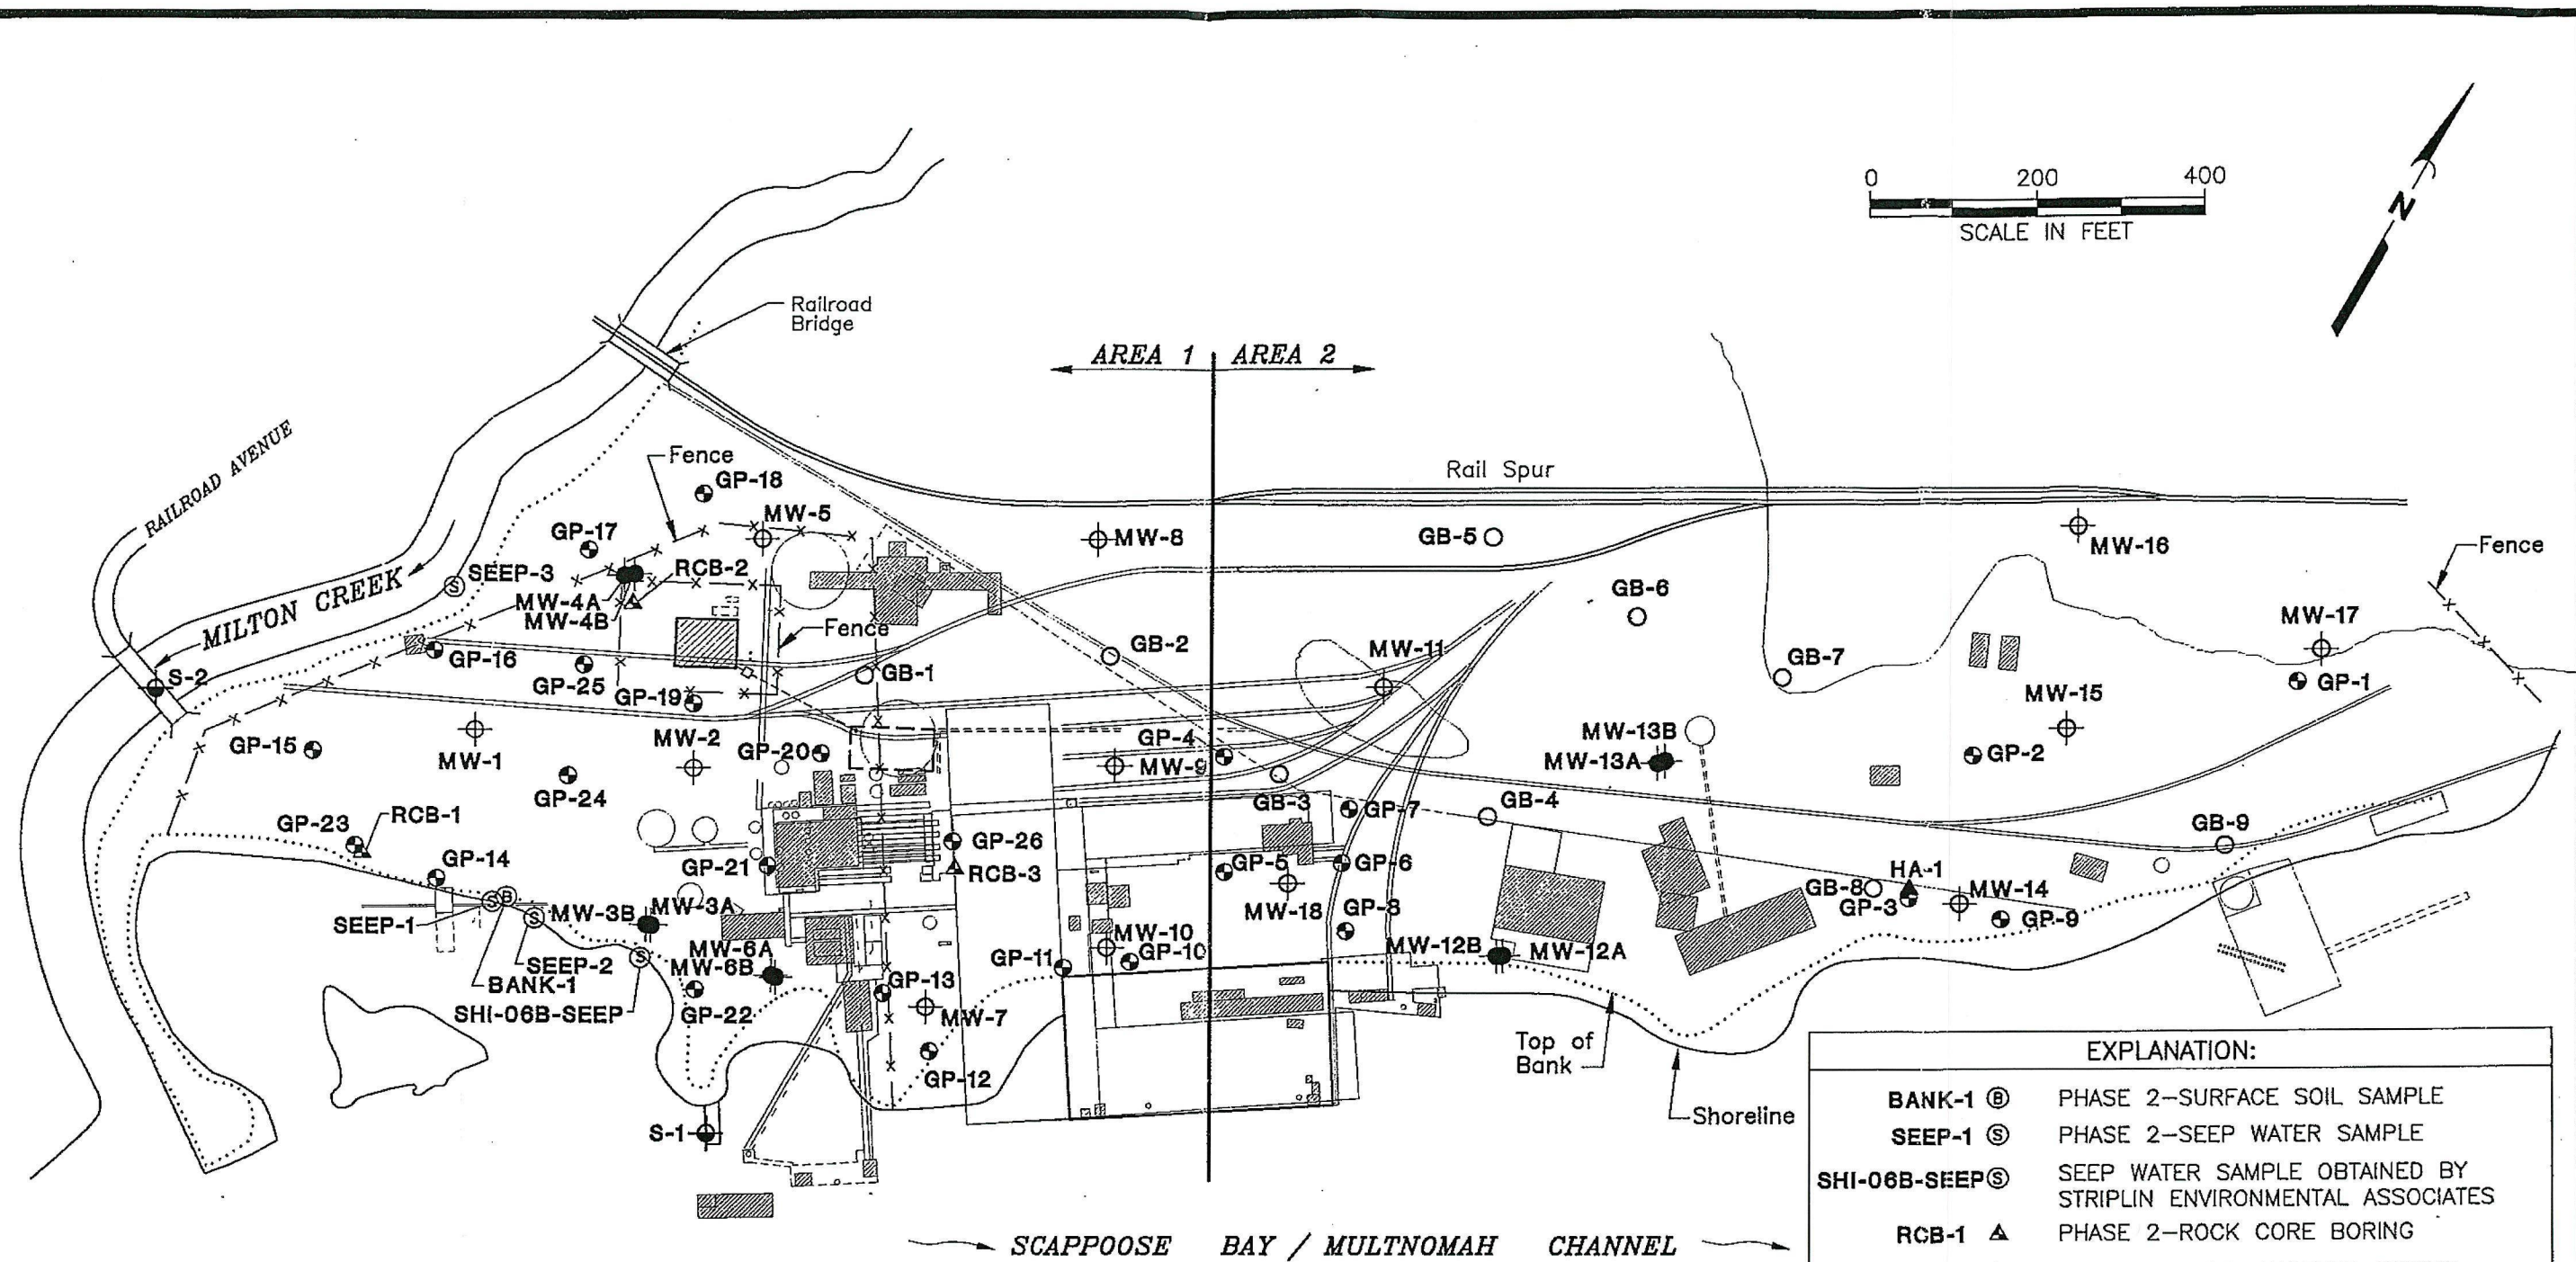 0 200 400
SCALE IN FEET
N
Railroad
Bridge
AREA 1
AREA 2
RAILROAD AVENUE
Fence
GP-18
Rail Spur
MW-5
GP-17
MW-8
GB-5
MW-16
Fence
SEEP-3
RCB-2
MILTON CREEK
MW-4A
MW-4B
GB-6
MW-17
Fence
GP-16
GB-2
MW-11
S-2
GP-25
GB-1
GB-7
GP-1
GP-19
MW-15
GP-15
MW-1
MW-2
GP-20
GP-4
MW-9
MW-13B
MW-13A
GP-2
GP-24
GB-3
GP-7
GB-4
GP-23
RCB-1
GB-9
GP-26
GP-14
GP-21
RCB-3
GP-5
GP-6
HA-1
GB-8
MW-14
GP-3
GP-9
SEEP-1
MW-3B
MW-3A
MW-18
GP-8
MW-6A
MW-10
MW-12B
MW-12A
SEEP-2
MW-6B
GP-11
GP-10
BANK-1
GP-13
SHI-06B-SEEP
GP-22
MW-7
Top of
Bank
GP-12
Shoreline
S-1
SCAPPOOSE BAY / MULTNOMAH CHANNEL
EXPLANATION:
BANK-1 Ⓑ PHASE 2-SURFACE SOIL SAMPLE
SEEP-1 Ⓢ PHASE 2-SEEP WATER SAMPLE
SHI-06B-SEEP Ⓢ SEEP WATER SAMPLE OBTAINED BY
STRIPLIN ENVIRONMENTAL ASSOCIATES
RCB-1 PHASE 2-ROCK CORE BORING